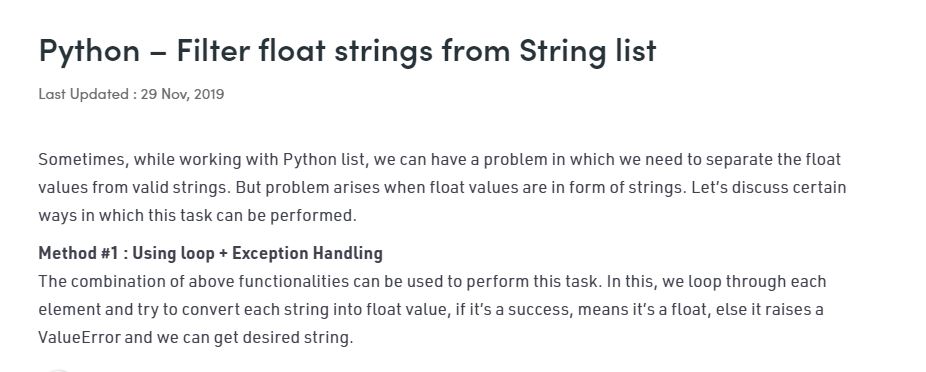 Python – Filter float strings from String list
Last Updated : 29 Nov, 2019
Sometimes, while working with Python list, we can have a problem in which we need to separate the float
values from valid strings. But problem arises when float values are in form of strings. Let’s discuss certain
ways in which this task can be performed.
Method #1 : Using loop + Exception Handling
The combination of above functionalities can be used to perform this task. In this, we loop through each
element and try to convert each string into float value, if it’s a success, means it’s a float, else it raises a
ValueError and we can get desired string.